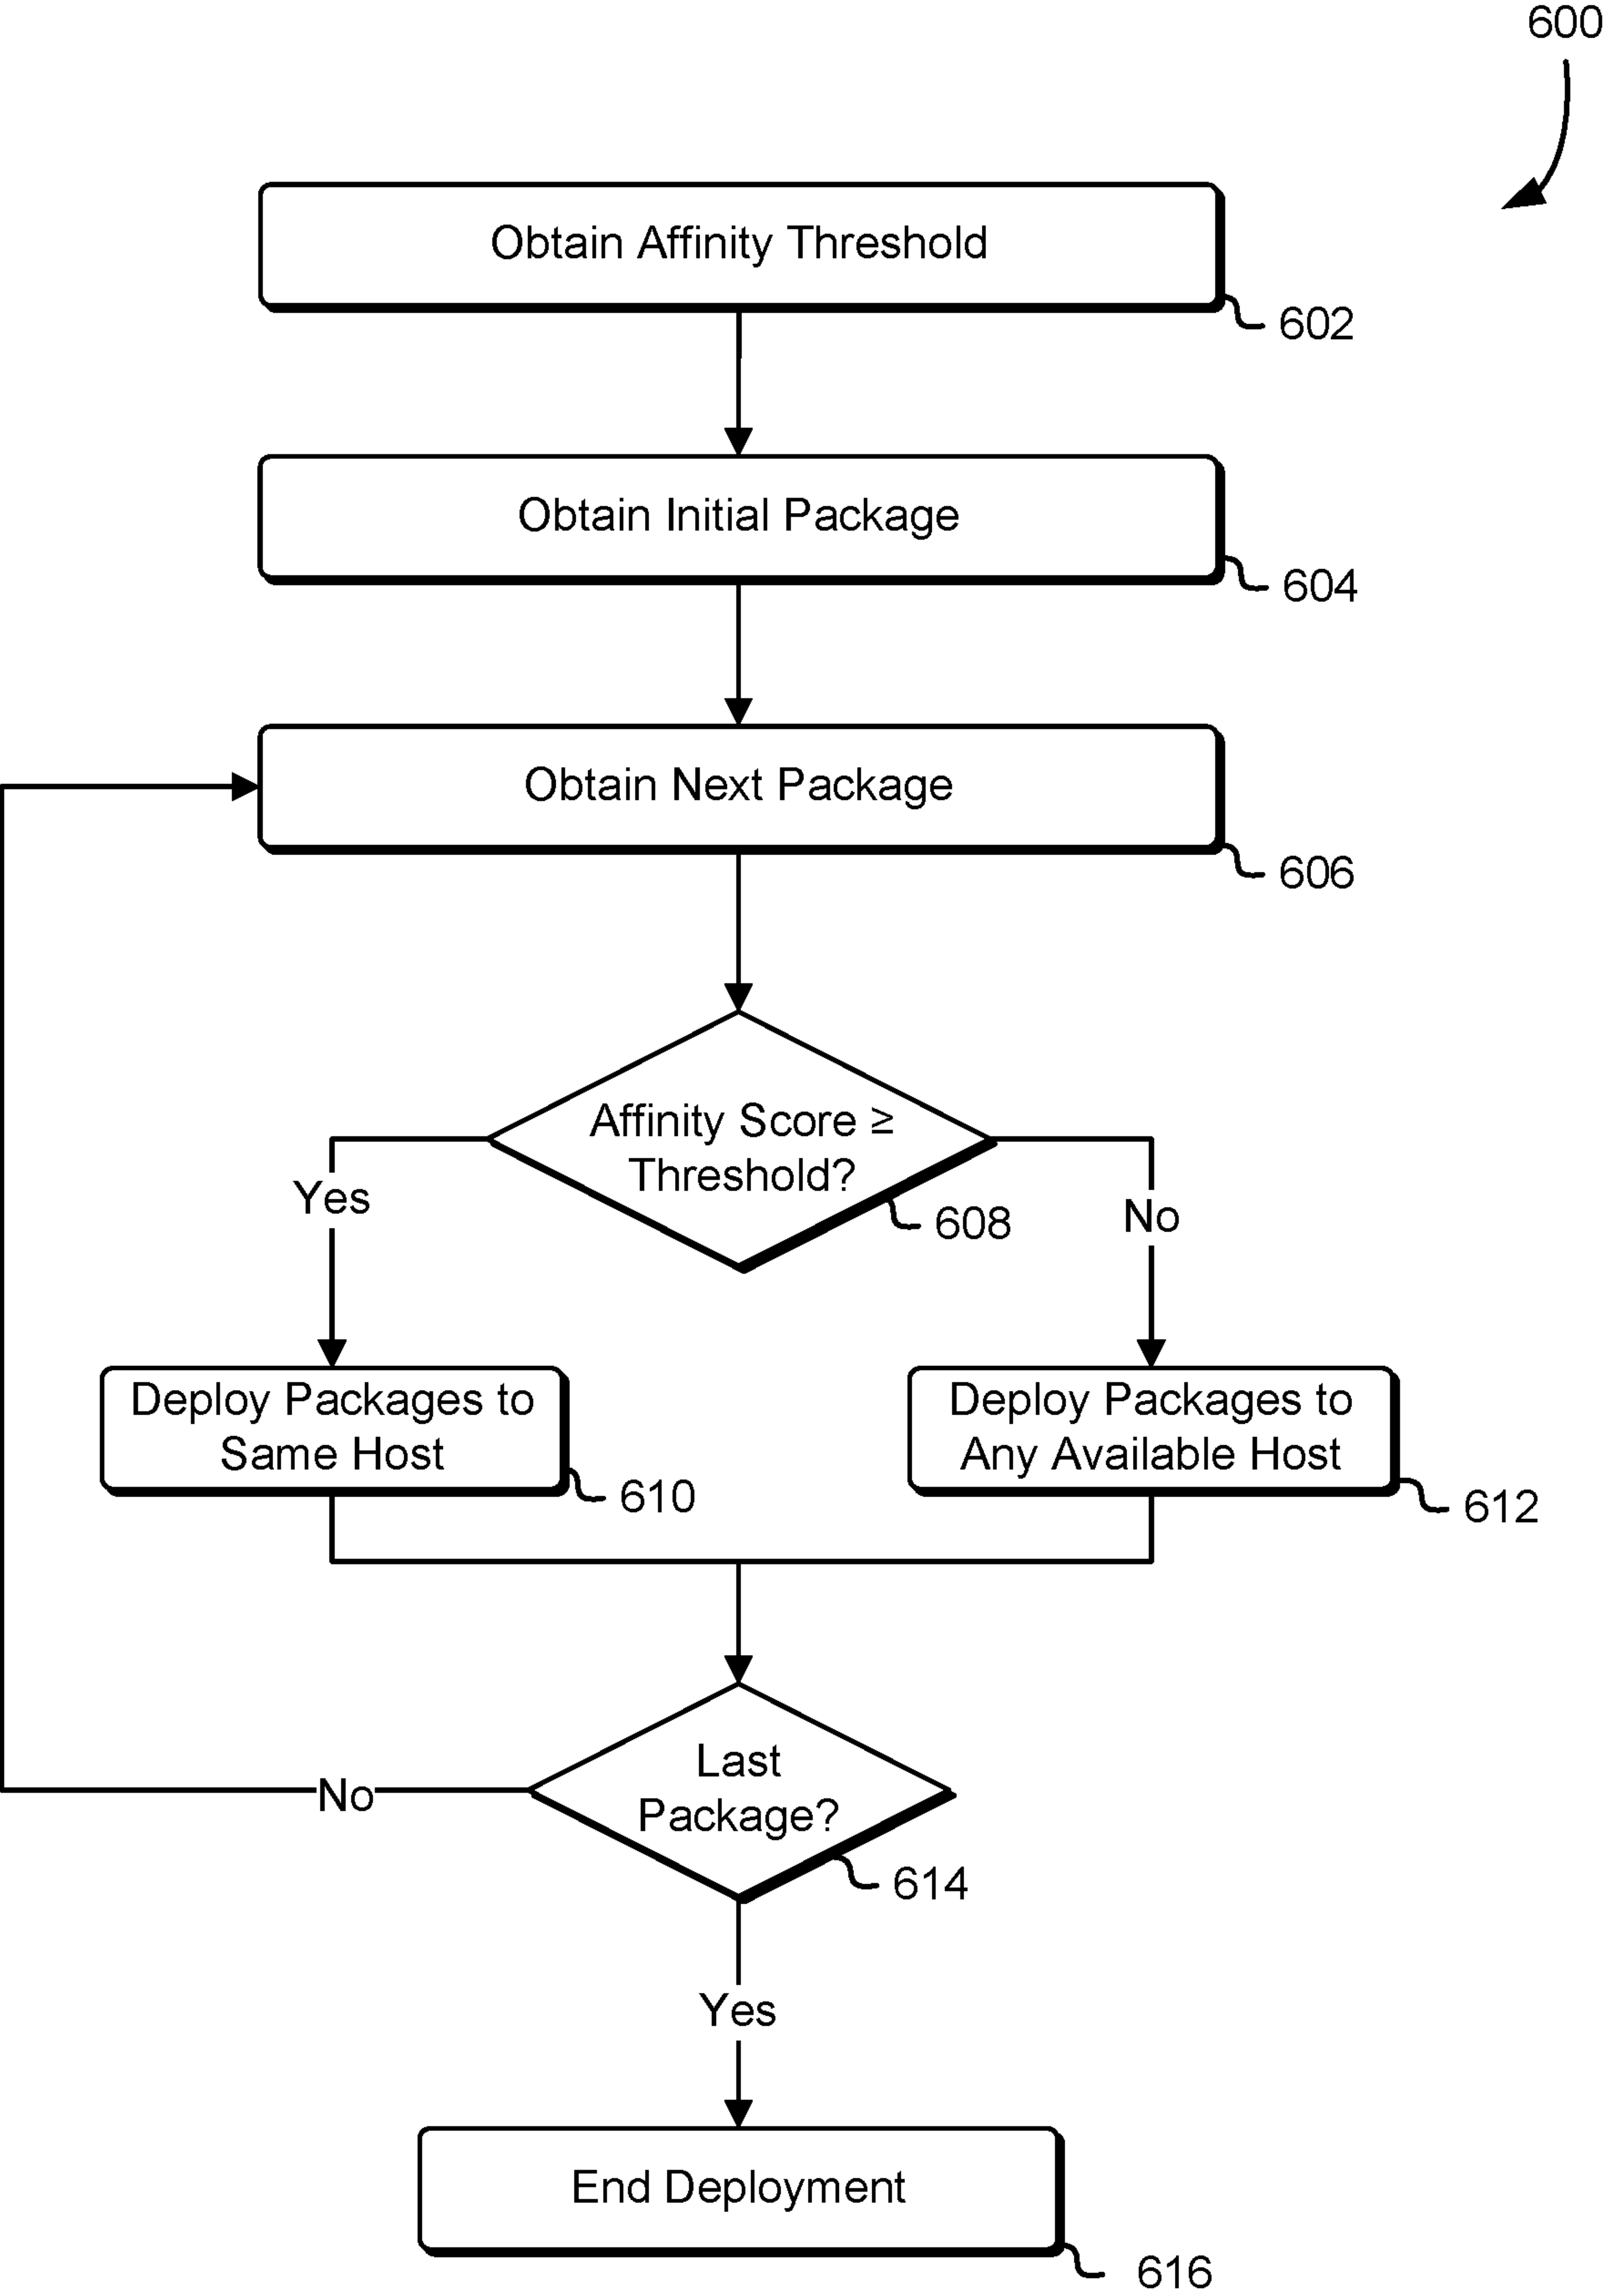 600
Obtain Affinity Threshold
602
Obtain Initial Package
604
Obtain Next Package
606
Affinity Score ≥
Threshold?
608
Yes
No
Deploy Packages to
Same Host
610
Deploy Packages to
Any Available Host
612
Last
Package?
614
No
Yes
End Deployment
616